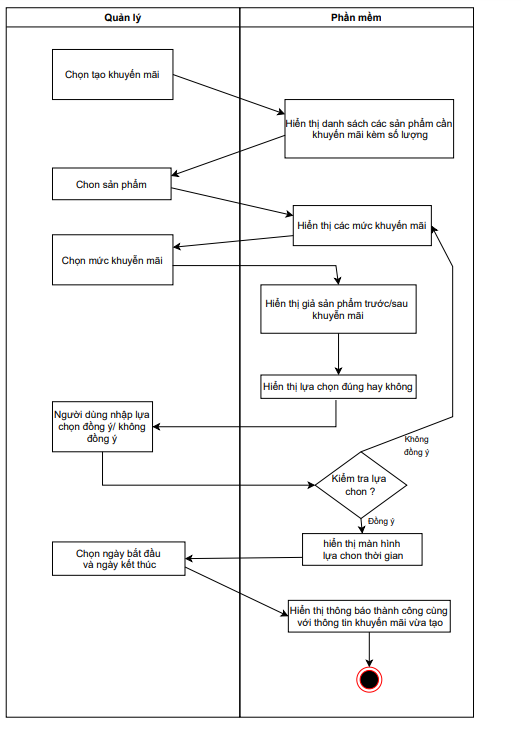 Quản lý
Phần mềm
Chọn tạo khuyến mãi
Hiển thị danh sách các sản phẩm cần
khuyến mãi kèm số lượng
Chon sản phẩm
Hiển thị các mức khuyến mãi
Chọn mức khuyễn mãi
Hiển thị giả sản phẩm trước/sau
khuyễn mãi
Hiển thị lựa chọn đúng hay không
Người dùng nhập lựa
chọn đồng ý/ không
đồng ý
Không
đồng ý
Kiểm tra lựa
chon ?
Đồng ý
hiển thị màn hình
lựa chon thời gian
Chọn ngày bắt đầu
và ngày kết thúc
Hiển thị thông báo thành công cùng
với thông tin khuyến mãi vừa tạo